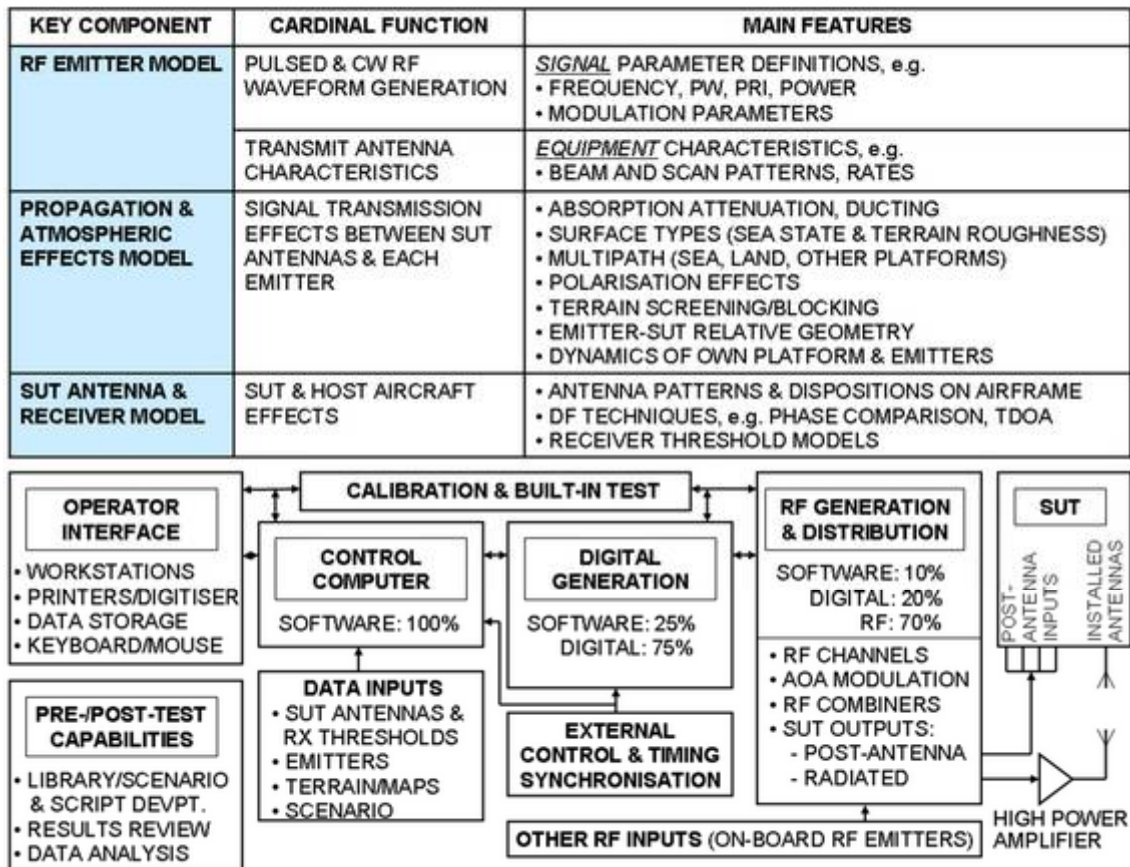 KEY COMPONENT
CARDINAL FUNCTION
MAIN FEATURES
RF EMITTER MODEL
PULSED & CW RF
WAVEFORM GENERATION
SIGNAL PARAMETER DEFINITIONS, e.g.
• FREQUENCY, PW, PRI, POWER
• MODULATION PARAMETERS
TRANSMIT ANTENNA
CHARACTERISTICS
EQUIPMENT CHARACTERISTICS, e.g.
• BEAM AND SCAN PATTERNS, RATES
PROPAGATION &
ATMOSPHERIC
EFFECTS MODEL
SIGNAL TRANSMISSION
EFFECTS BETWEEN SUT
ANTENNAS & EACH
EMITTER
• ABSORPTION ATTENUATION, DUCTING
• SURFACE TYPES (SEA STATE & TERRAIN ROUGHNESS)
• MULTIPATH (SEA, LAND, OTHER PLATFORMS)
• POLARISATION EFFECTS
• TERRAIN SCREENING/BLOCKING
• EMITTER-SUT RELATIVE GEOMETRY
• DYNAMICS OF OWN PLATFORM & EMITTERS
SUT ANTENNA &
RECEIVER MODEL
SUT & HOST AIRCRAFT
EFFECTS
• ANTENNA PATTERNS & DISPOSITIONS ON AIRFRAME
• DF TECHNIQUES, e.g. PHASE COMPARISON, TDOA
• RECEIVER THRESHOLD MODELS
OPERATOR
INTERFACE
• WORKSTATIONS
• PRINTERS/DIGITISER
• DATA STORAGE
• KEYBOARD/MOUSE
CALIBRATION & BUILT-IN TEST
CONTROL
COMPUTER
SOFTWARE: 100%
DIGITAL
GENERATION
SOFTWARE: 25%
DIGITAL: 75%
RF GENERATION
& DISTRIBUTION
SOFTWARE: 10%
DIGITAL: 20%
RF: 70%
• RF CHANNELS
• AOA MODULATION
• RF COMBINERS
• SUT OUTPUTS:
- POST-ANTENNA
- RADIATED
SUT
POST-
ANTENNA
INPUTS
INSTALLED
ANTENNAS
PRE-/POST-TEST
CAPABILITIES
• LIBRARY/SCENARIO
& SCRIPT DEVPT.
• RESULTS REVIEW
• DATA ANALYSIS
DATA INPUTS
• SUT ANTENNAS &
RX THRESHOLDS
• EMITTERS
• TERRAIN/MAPS
• SCENARIO
EXTERNAL
CONTROL & TIMING
SYNCHRONISATION
OTHER RF INPUTS (ON-BOARD RF EMITTERS)
HIGH POWER
AMPLIFIER